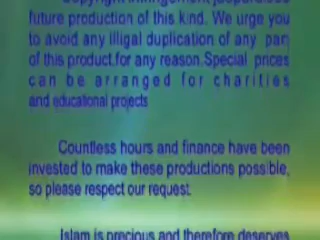 Copyright infringement jeopardises
future production of this kind. We urge you
to avoid any illigal duplication of any part
of this product.for any reason.Special prices
can be arranged for charities
and educational projects
Countless hours and finance have been
invested to make these productions possible,
so please respect our request.
Islam is precious and therefore deserves